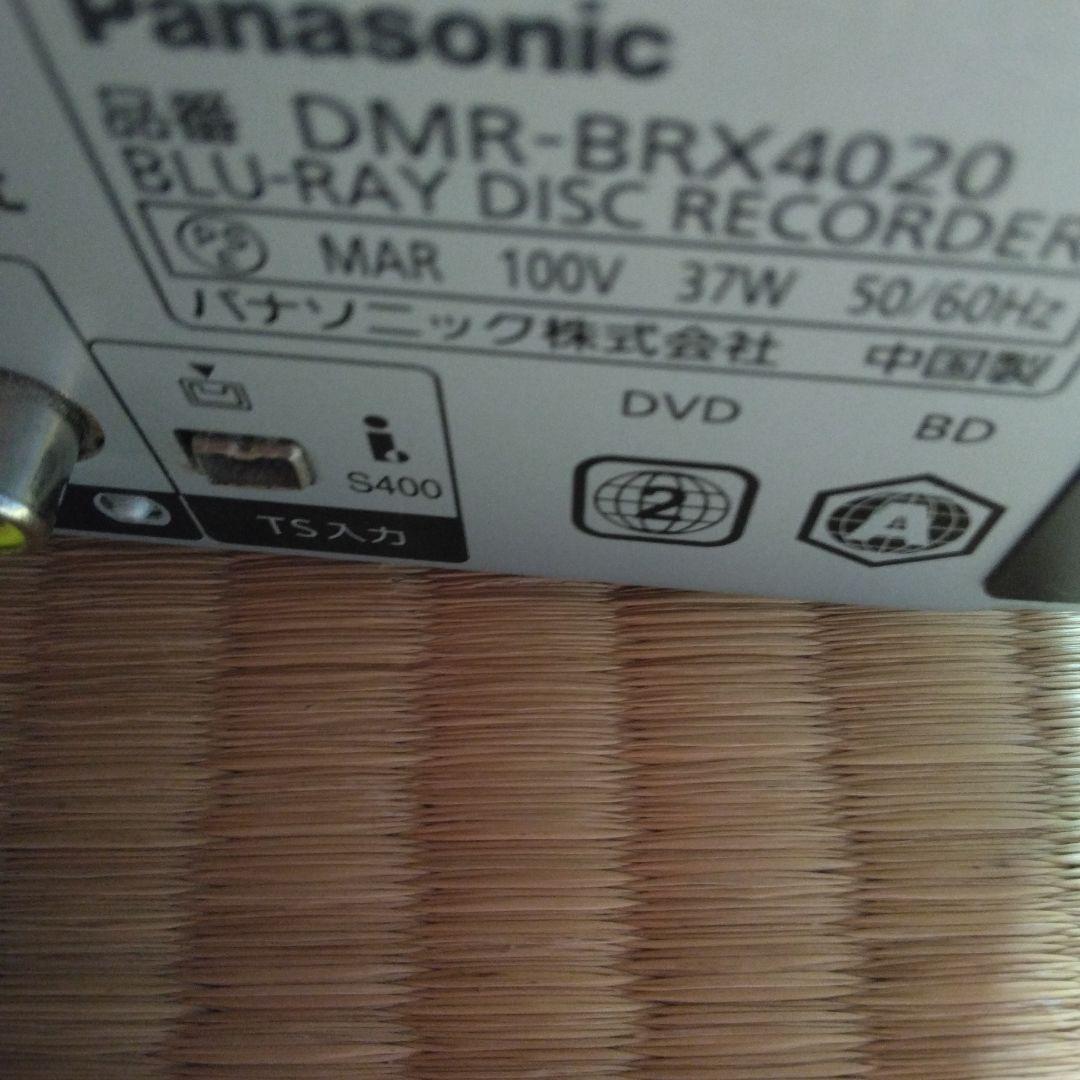 Panasonic
品番 DMR-BRX4020
BLU-RAY DISC RECORDER
PSE MAR 100V 37W 50/60Hz
パナソニック株式会社 中国製
i. S400
TS入力
DVD
2
BD
A